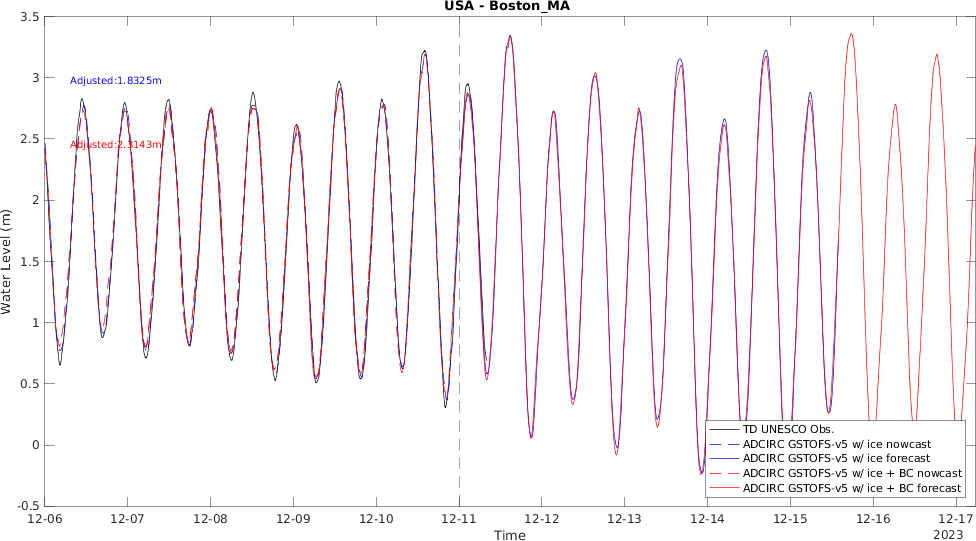 USA - Boston_MA
3.5
3
2.5
2
1.5
1
0.5
0
-0.5
Water Level (m)
Adjusted:1.8325m
Adjusted:2.3143m
TD UNESCO Obs.
ADCIRC GSTOFS-v5 w/ ice nowcast
ADCIRC GSTOFS-v5 w/ ice forecast
ADCIRC GSTOFS-v5 w/ ice + BC nowcast
ADCIRC GSTOFS-v5 w/ ice + BC forecast
12-06 12-07 12-08 12-09 12-10 12-11 12-12 12-13 12-14 12-15 12-16 12-17
Time
2023